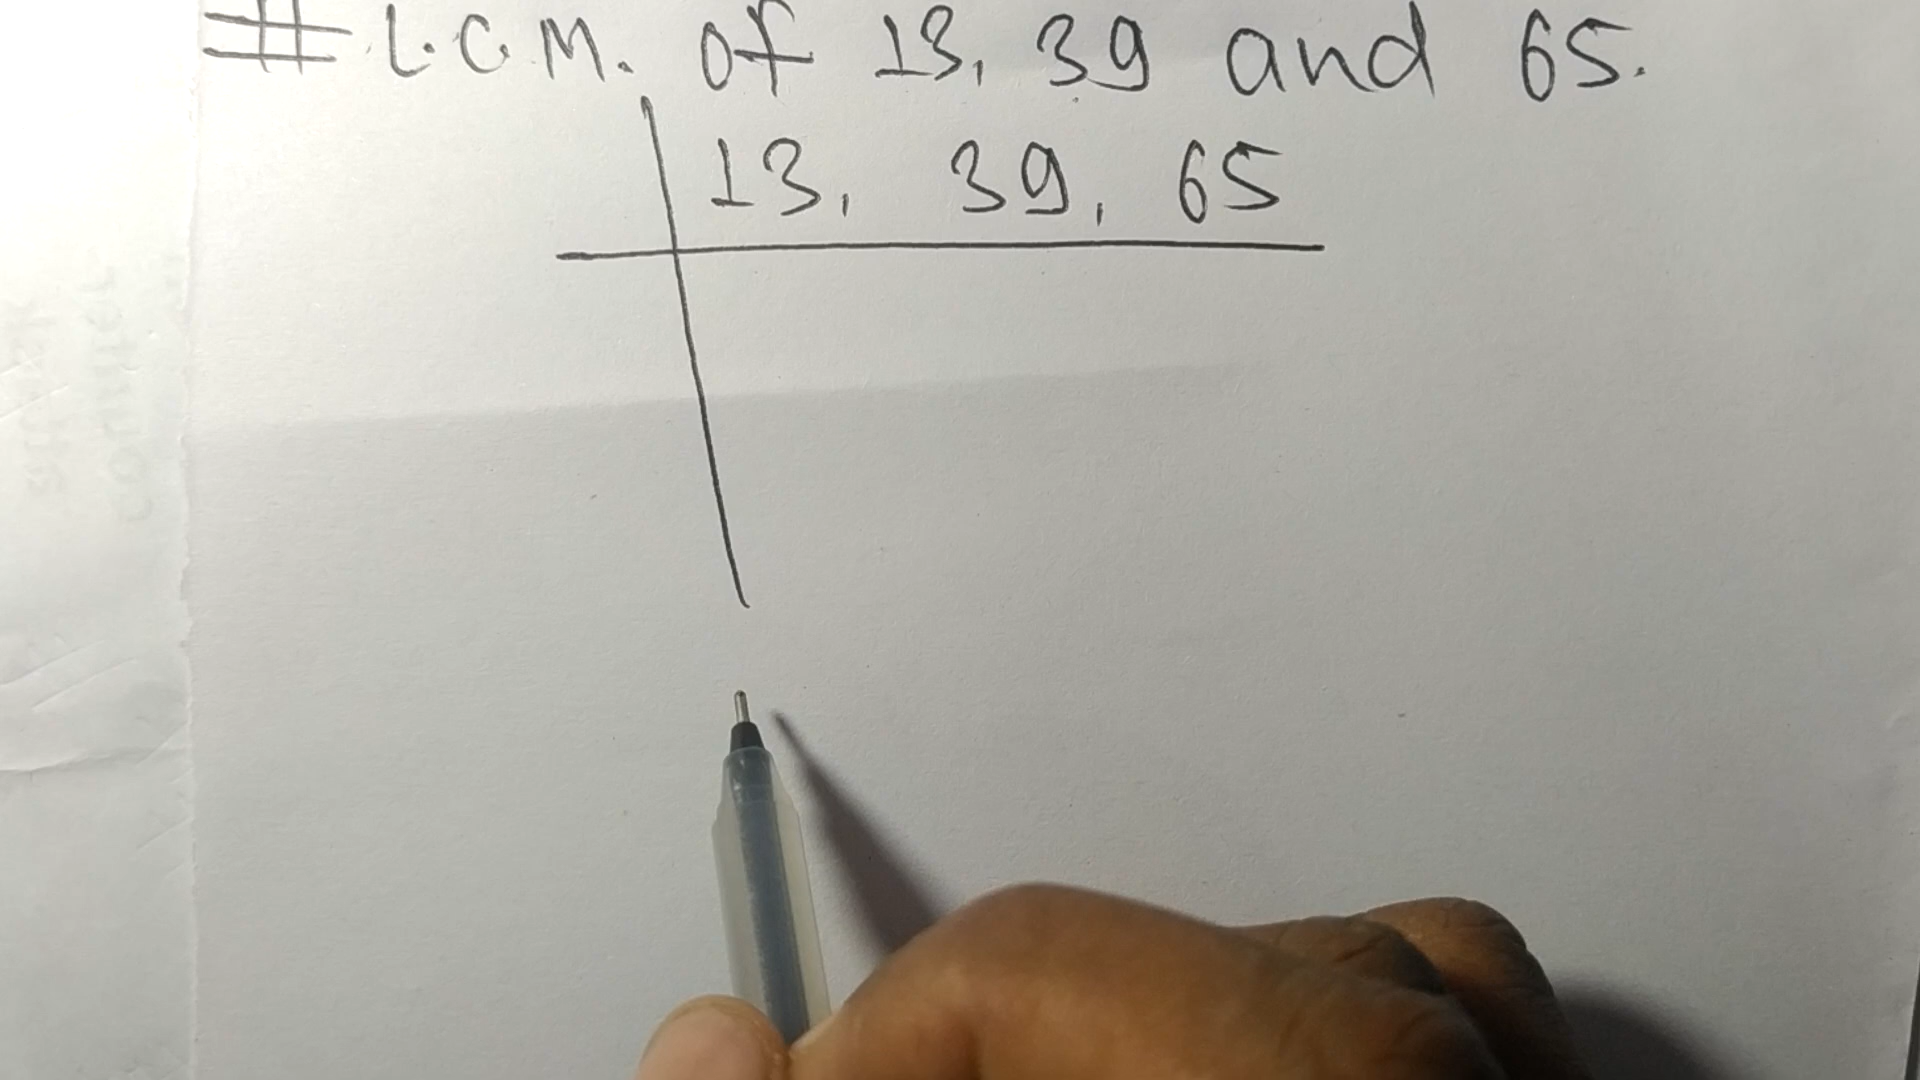 # L.C.M. of 13, 39 and 65.
13, 39, 65